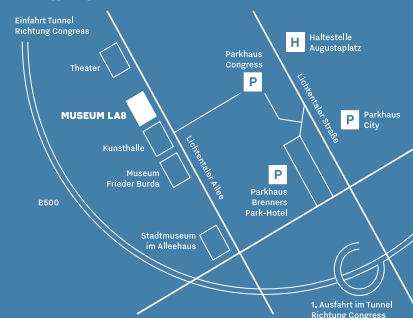 Einfahrt Tunnel
Richtung Congress
Theater
MUSEUM LA8
Kunsthalle
Museum
Frieder Burda
B500
Stadtmuseum
im Alleehaus
Lichtentaler Allee
Parkhaus
Congress
P
H
Haltestelle
Augustaplatz
Lichtentaler Straße
P
Parkhaus
City
P
Parkhaus
Brenners
Park-Hotel
1. Ausfahrt im Tunnel
Richtung Congress